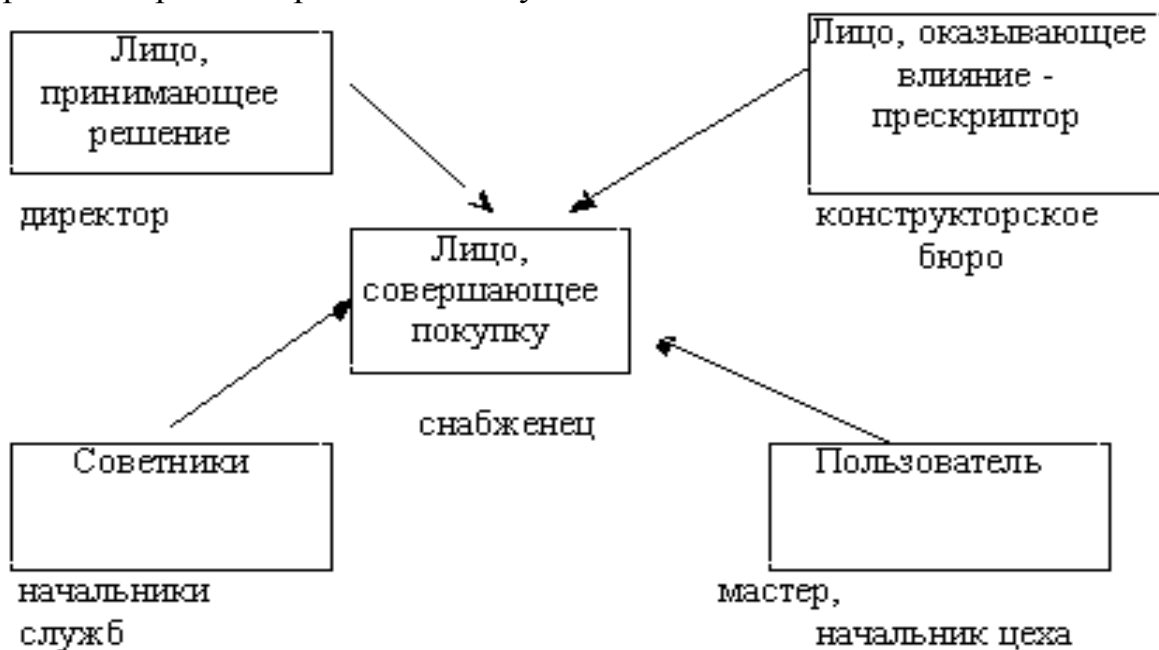 Лицо,
принимающее
решение
директор
Лицо, оказывающее
влияние -
прескриптор
конструкторское
бюро
Лицо,
совершающее
покупку
снабженец
Советники
начальники
служб
Пользователь
мастер,
начальник цеха